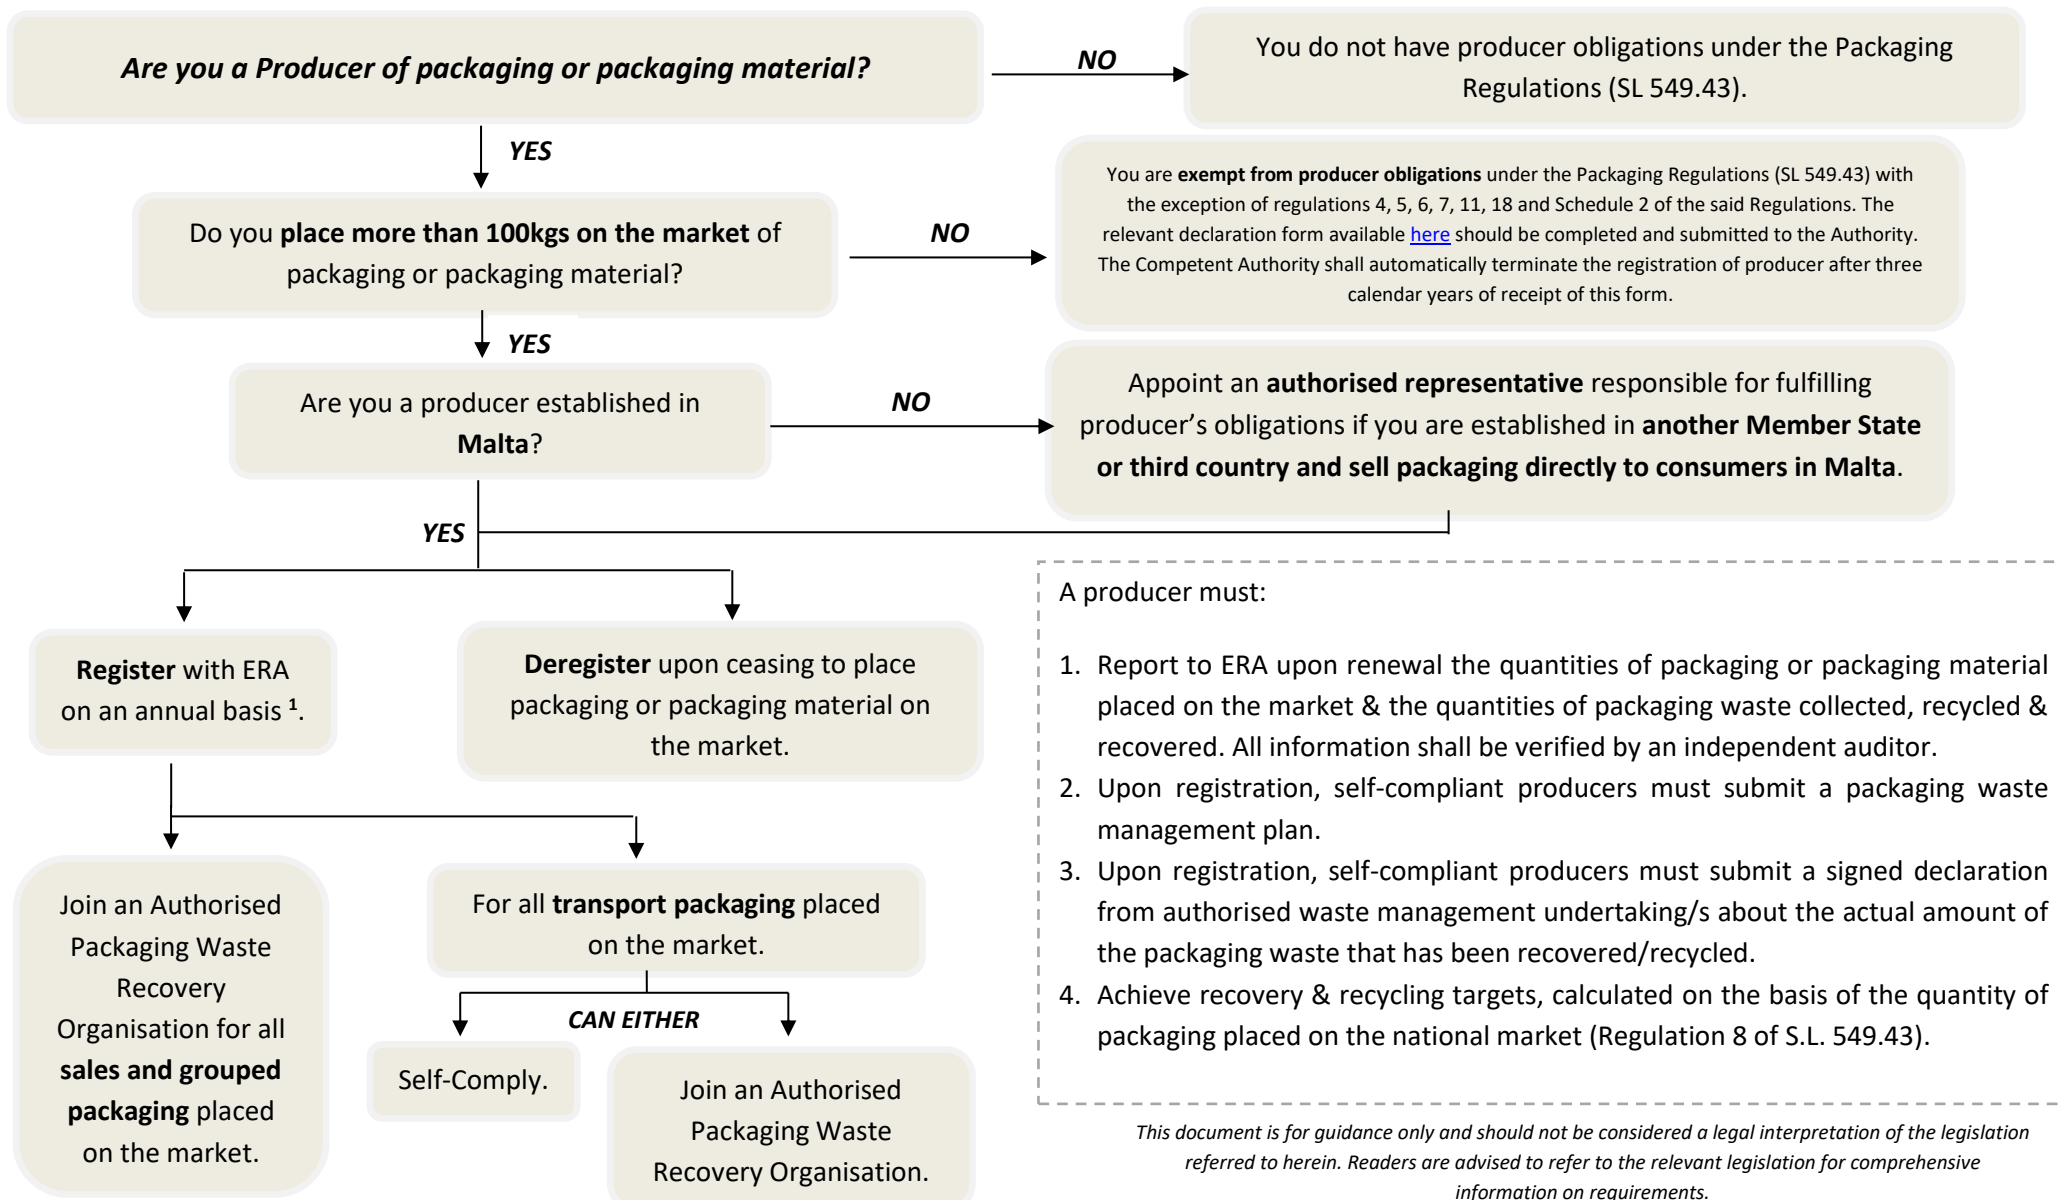 Are you a Producer of packaging or packaging material?
NO
You do not have producer obligations under the Packaging
Regulations (SL 549.43).
YES
Do you place more than 100kgs on the market of
packaging or packaging material?
NO
You are exempt from producer obligations under the Packaging Regulations (SL 549.43) with
the exception of regulations 4, 5, 6, 7, 11, 18 and Schedule 2 of the said Regulations. The
relevant declaration form available here should be completed and submitted to the Authority.
The Competent Authority shall automatically terminate the registration of producer after three
calendar years of receipt of this form.
YES
Are you a producer established in
Malta?
NO
Appoint an authorised representative responsible for fulfilling
producer’s obligations if you are established in another Member State
or third country and sell packaging directly to consumers in Malta.
YES
Register with ERA
on an annual basis ¹.
Deregister upon ceasing to place
packaging or packaging material on
the market.
Join an Authorised
Packaging Waste
Recovery
Organisation for all
sales and grouped
packaging placed
on the market.
For all transport packaging placed
on the market.
CAN EITHER
Self-Comply.
Join an Authorised
Packaging Waste
Recovery Organisation.
A producer must:
1. Report to ERA upon renewal the quantities of packaging or packaging material
placed on the market & the quantities of packaging waste collected, recycled &
recovered. All information shall be verified by an independent auditor.
2. Upon registration, self-compliant producers must submit a packaging waste
management plan.
3. Upon registration, self-compliant producers must submit a signed declaration
from authorised waste management undertaking/s about the actual amount of
the packaging waste that has been recovered/recycled.
4. Achieve recovery & recycling targets, calculated on the basis of the quantity of
packaging placed on the national market (Regulation 8 of S.L. 549.43).
This document is for guidance only and should not be considered a legal interpretation of the legislation
referred to herein. Readers are advised to refer to the relevant legislation for comprehensive
information on requirements.